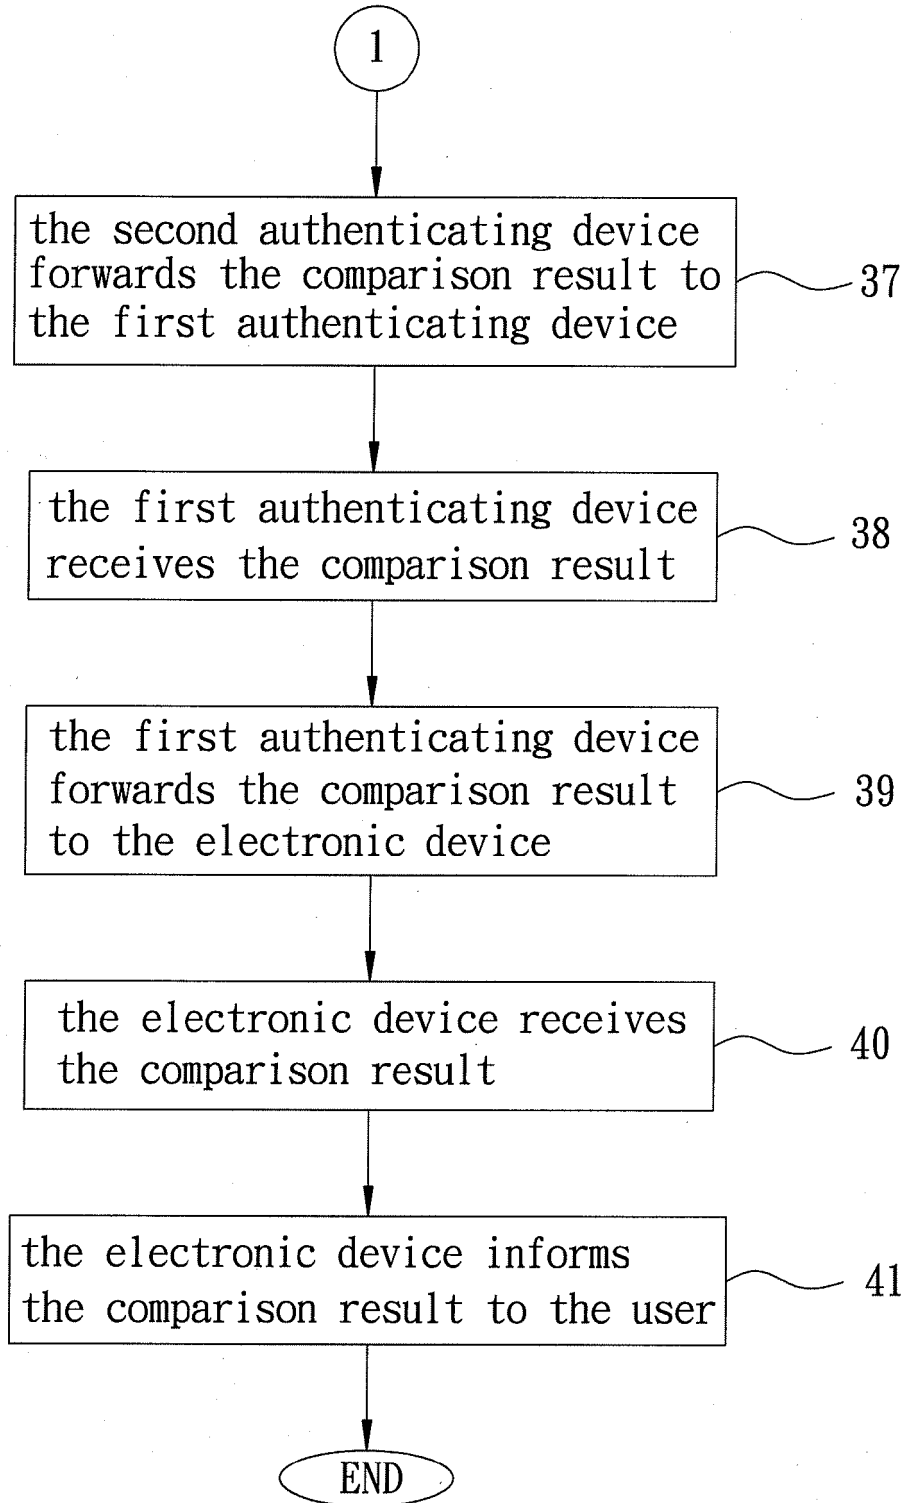 1
the second authenticating device
forwards the comparison result to
the first authenticating device
37
the first authenticating device
receives the comparison result
38
the first authenticating device
forwards the comparison result
to the electronic device
39
the electronic device receives
the comparison result
40
the electronic device informs
the comparison result to the user
41
END